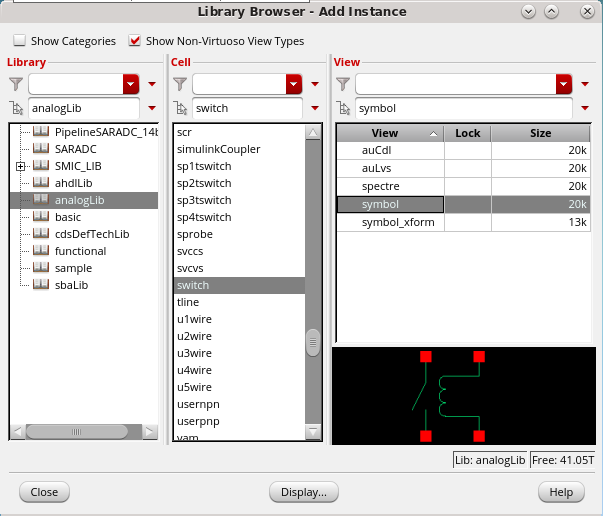 Library Browser - Add Instance
Show Categories
Show Non-Virtuoso View Types
Library
Cell
View
analogLib
switch
symbol
PipelineSARADC_14b
SARADC
SMIC_LIB
ahdlLib
analogLib
basic
cdsDefTechLib
functional
sample
sbaLib
scr
simulinkCoupler
sp1tswitch
sp2tswitch
sp3tswitch
sp4tswitch
sprobe
svccs
svcvs
switch
tline
u1wire
u2wire
u3wire
u4wire
u5wire
usernpn
userpnp
vam
View Lock Size
auCdl 20k
auLvs 20k
spectre 20k
symbol 20k
symbol_xform 13k
Lib: analogLib Free: 41.05T
Close
Display...
Help